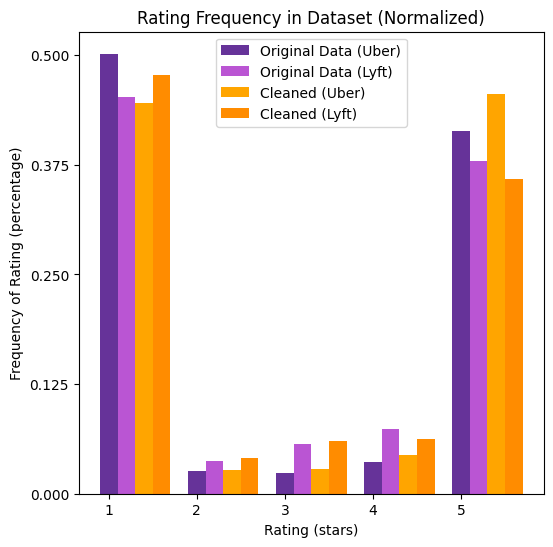 Rating Frequency in Dataset (Normalized)
Original Data (Uber)
Original Data (Lyft)
Cleaned (Uber)
Cleaned (Lyft)
Frequency of Rating (percentage)
0.500
0.375
0.250
0.125
0.000
1 2 3 4 5
Rating (stars)